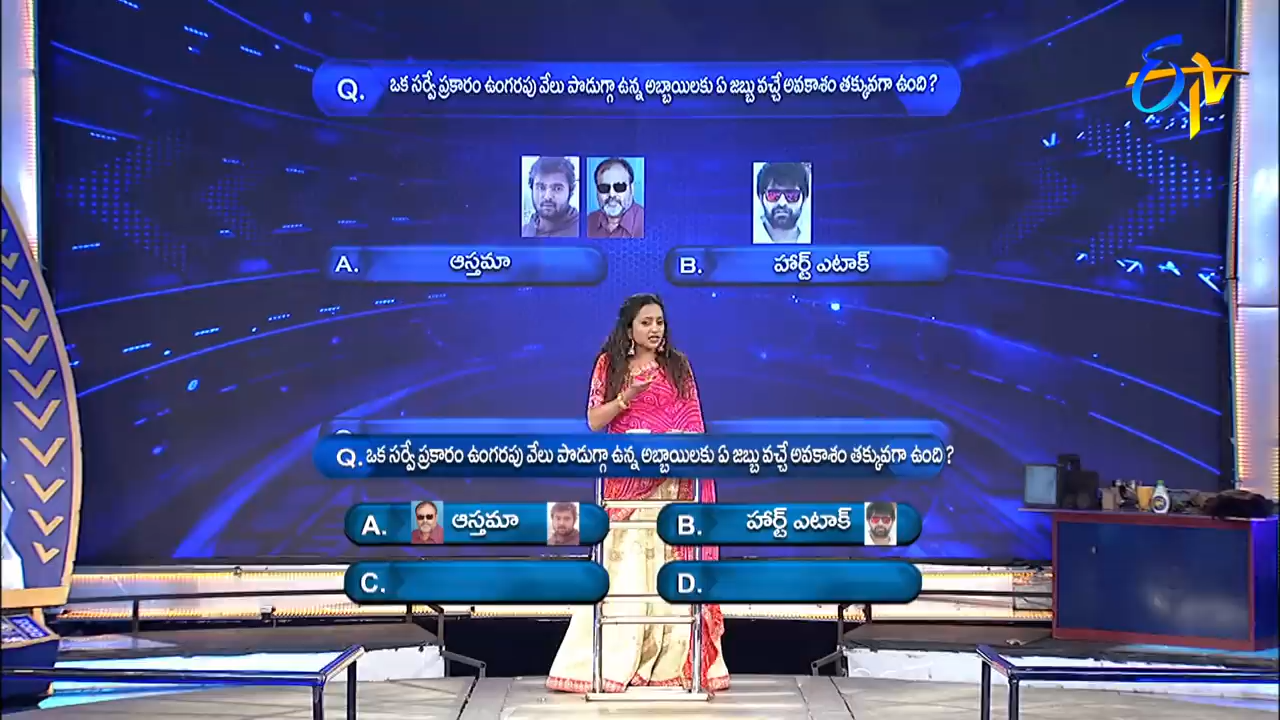 ETV
Q. ఒక సర్వే ప్రకారం ఉంగరపు వేలు పొడుగ్గా ఉన్న అబ్బాయిలకు ఏ జబ్బు వచ్చే అవకాశం తక్కువగా ఉంది ?
A. ఆస్తమా
B. హార్ట్ ఎటాక్
Q. ఒక సర్వే ప్రకారం ఉంగరపు వేలు పొడుగ్గా ఉన్న అబ్బాయిలకు ఏ జబ్బు వచ్చే అవకాశం తక్కువగా ఉంది ?
A. ఆస్తమా
B. హార్ట్ ఎటాక్
C.
D.